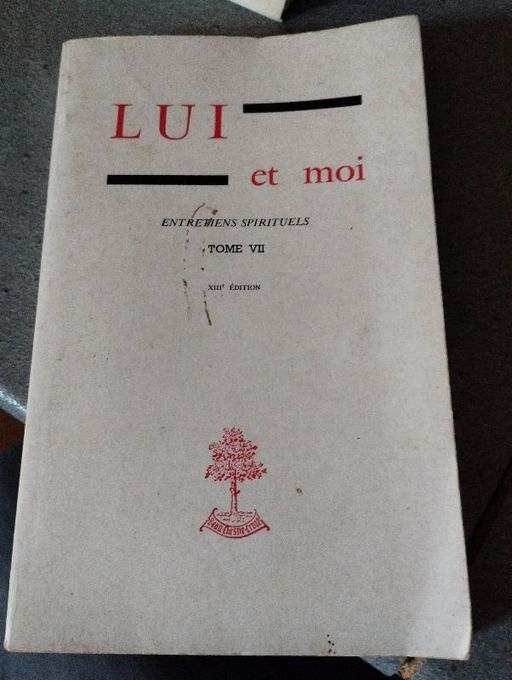 LUI
et moi
ENTRETIENS SPIRITUELS
TOME VII
XIIIᵉ ÉDITION